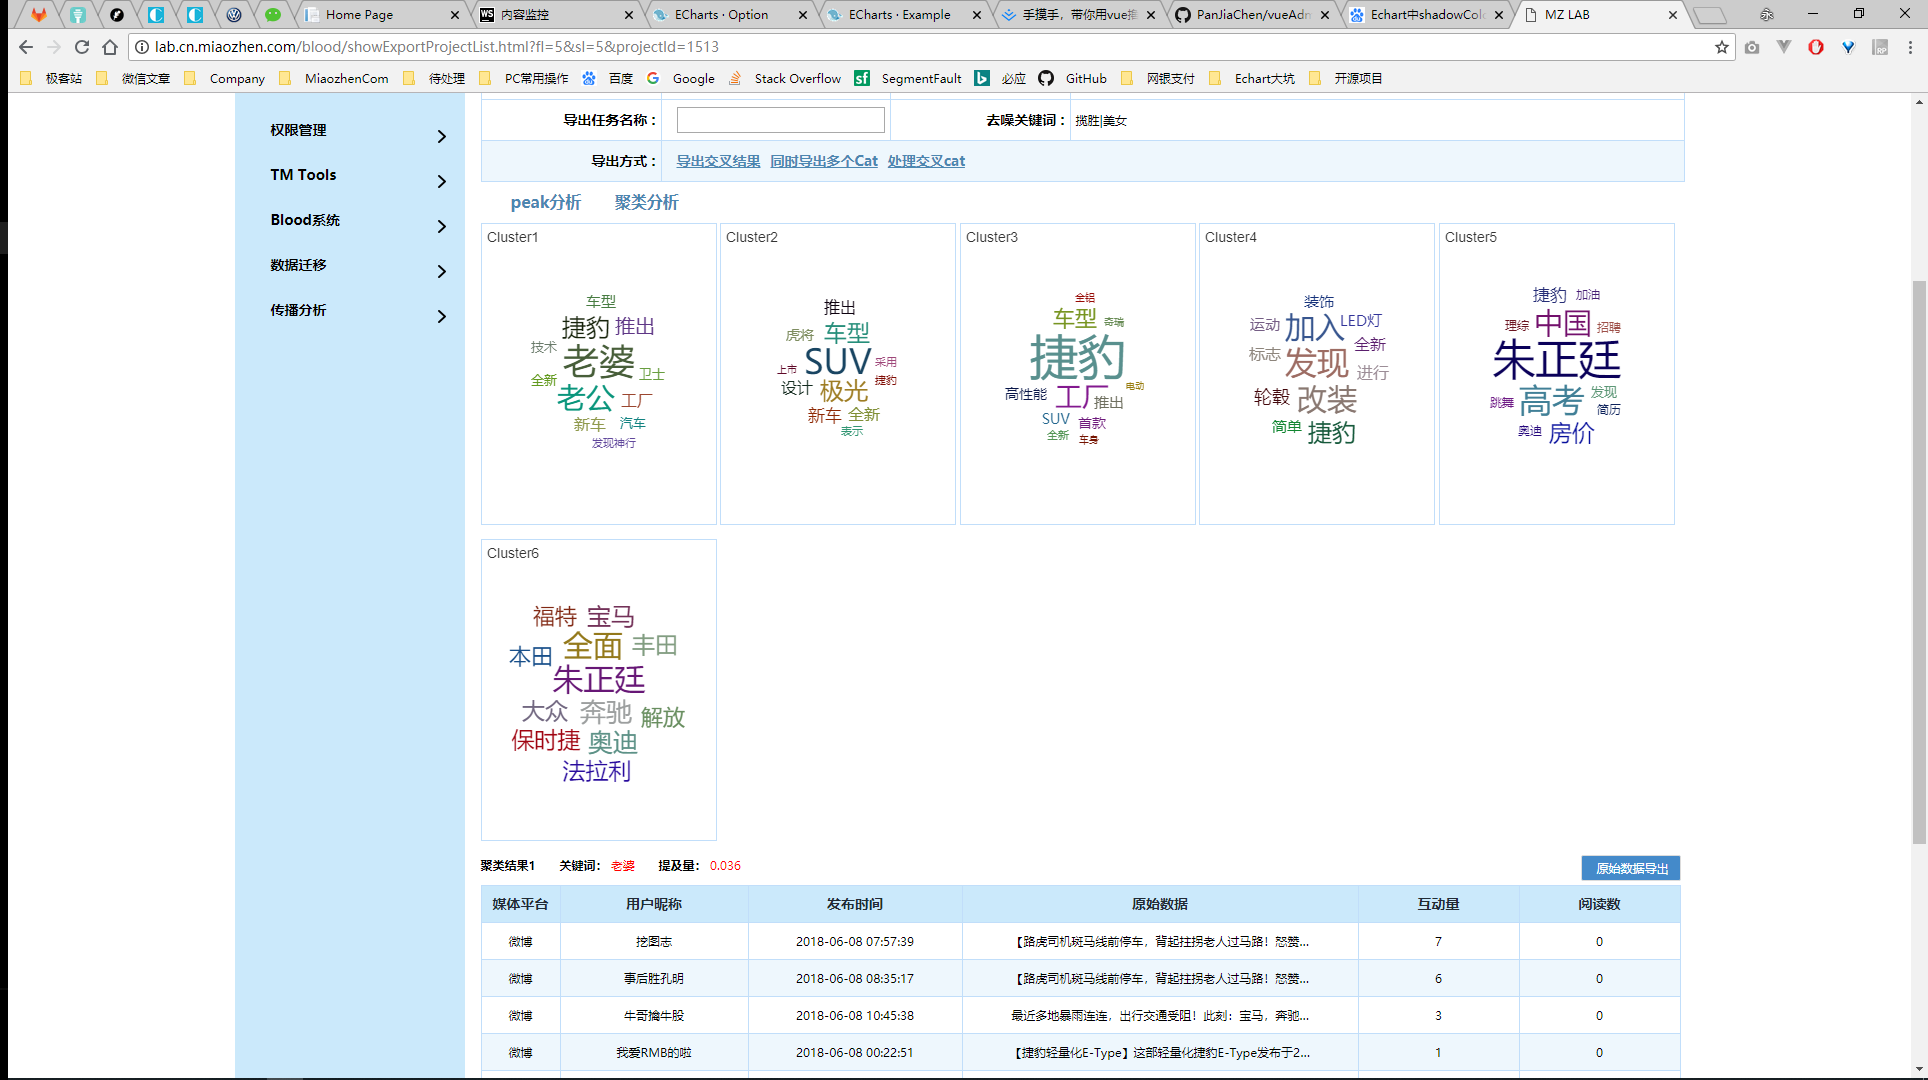 Home Page
WS 内容监控
ECharts · Option
ECharts · Example
手摸手，带你用vue撸
PanJiaChen/vueAdm
Echart中shadowColo
MZ LAB
lab.cn.miaozhen.com/blood/showExportProjectList.html?fl=5&sl=5&projectId=1513
极客站 微信文章 Company MiaozhenCom 待处理 PC常用操作 百度 Google Stack Overflow sf SegmentFault 必应 GitHub 网银支付 Echart大坑 开源项目
权限管理
TM Tools
Blood系统
数据迁移
传播分析
导出任务名称： 去噪关键词： 揽胜|美女
导出方式： 导出交叉结果 同时导出多个Cat 处理交叉cat
peak分析 聚类分析
Cluster1
车型
捷豹 推出
技术 老婆
全新 卫士
老公 工厂
新车 汽车
发现神行
Cluster2
推出
虎将 车型
SUV 采用
上市 捷豹
设计 极光
新车 全新
表示
Cluster3
全铝
车型 奇瑞
捷豹
电动
高性能 工厂 推出
SUV 首款
全新 车身
Cluster4
装饰
运动 加入 LED灯
标志 发现 全新
进行
轮毂 改装
简单 捷豹
Cluster5
捷豹 加油
理综 中国 招聘
朱正廷
跳舞 高考 发现
简历
奥迪 房价
Cluster6
福特 宝马
本田 全面 丰田
朱正廷
大众 奔驰 解放
保时捷 奥迪
法拉利
聚类结果1 关键词： 老婆 提及量： 0.036 原始数据导出
媒体平台 用户昵称 发布时间 原始数据 互动量 阅读数
微博 挖图志 2018-06-08 07:57:39 【路虎司机斑马线前停车，背起拄拐老人过马路！怒赞... 7 0
微博 事后胜孔明 2018-06-08 08:35:17 【路虎司机斑马线前停车，背起拄拐老人过马路！怒赞... 6 0
微博 牛哥擒牛股 2018-06-08 10:45:38 最近多地暴雨连连，出行交通受阻！此刻：宝马，奔驰... 3 0
微博 我爱RMB的啦 2018-06-08 00:22:51 【捷豹轻量化E-Type】这部轻量化捷豹E-Type发布于2... 1 0